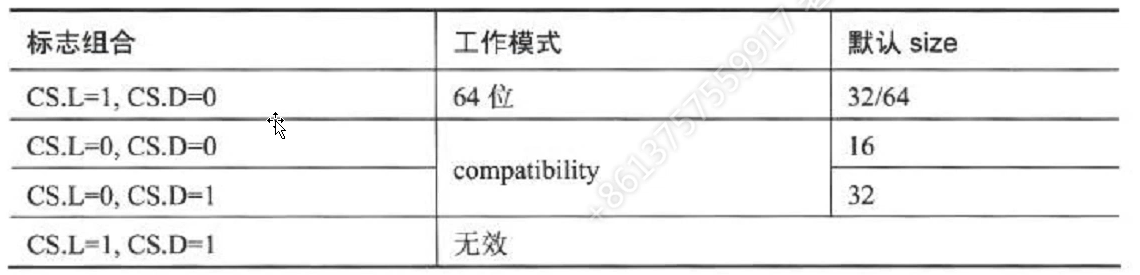 标志组合 工作模式 默认 size
CS.L=1, CS.D=0 64 位 32/64
CS.L=0, CS.D=0 compatibility 16
CS.L=0, CS.D=1 32
CS.L=1, CS.D=1 无效
+8613757559917